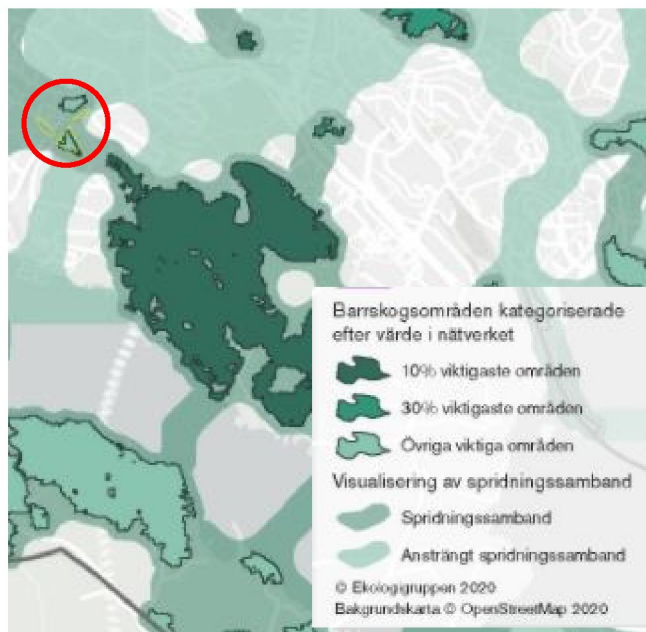 Barrskogsområden kategoriserade
efter värde i nätverket
10% viktigaste områden
30% viktigaste områden
Övriga viktiga områden
Visualisering av spridningssamband
Spridningssamband
Ansträngt spridningssamband
© Ekologigruppen 2020
Bakgrundskarta © OpenStreetMap 2020